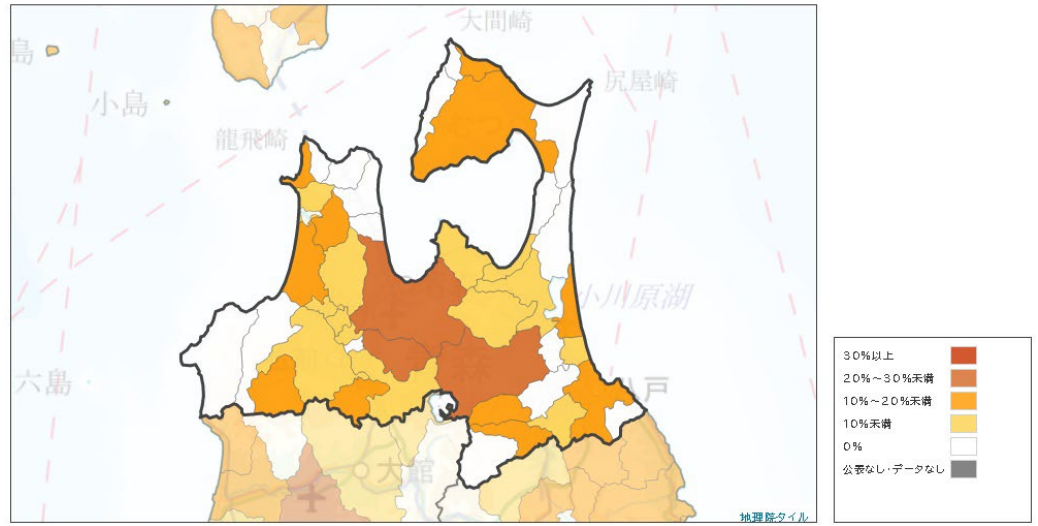 大間崎
島
尻屋崎
小島
龍飛崎
小川原湖
六島
森
八戸
大館
地理院タイル
30%以上
20%～30%未満
10%～20%未満
10%未満
0%
公表なし・データなし